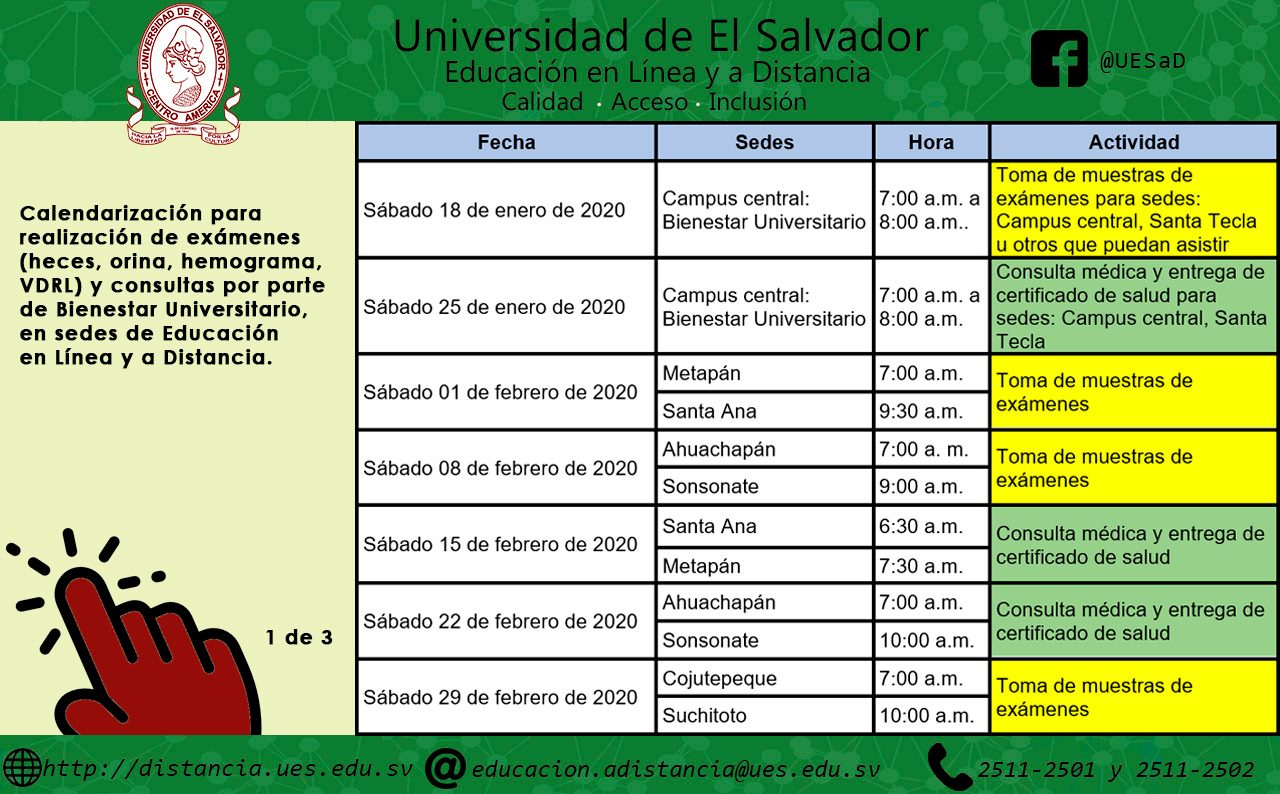 Universidad de El Salvador
Educación en Línea y a Distancia
Calidad · Acceso · Inclusión
@UESaD
UNIVERSIDAD DE EL SALVADOR
CENTRO AMERICA
HACIA LA LIBERTAD
16 DE FEBRERO DE 1841
POR LA CULTURA
Calendarización para
realización de exámenes
(heces, orina, hemograma,
VDRL) y consultas por parte
de Bienestar Universitario,
en sedes de Educación
en Línea y a Distancia.
1 de 3
Fecha Sedes Hora Actividad
Sábado 18 de enero de 2020
Campus central:
Bienestar Universitario
7:00 a.m. a
8:00 a.m..
Toma de muestras de
exámenes para sedes:
Campus central, Santa Tecla
u otros que puedan asistir
Sábado 25 de enero de 2020
Campus central:
Bienestar Universitario
7:00 a.m. a
8:00 a.m.
Consulta médica y entrega de
certificado de salud para
sedes: Campus central, Santa
Tecla
Sábado 01 de febrero de 2020
Metapán 7:00 a.m.
Santa Ana 9:30 a.m.
Toma de muestras de
exámenes
Sábado 08 de febrero de 2020
Ahuachapán 7:00 a. m.
Sonsonate 9:00 a.m.
Toma de muestras de
exámenes
Sábado 15 de febrero de 2020
Santa Ana 6:30 a.m.
Metapán 7:30 a.m.
Consulta médica y entrega de
certificado de salud
Sábado 22 de febrero de 2020
Ahuachapán 7:00 a.m.
Sonsonate 10:00 a.m.
Consulta médica y entrega de
certificado de salud
Sábado 29 de febrero de 2020
Cojutepeque 7:00 a.m.
Suchitoto 10:00 a.m.
Toma de muestras de
exámenes
http://distancia.ues.edu.sv
@ educacion.adistancia@ues.edu.sv
2511-2501 y 2511-2502